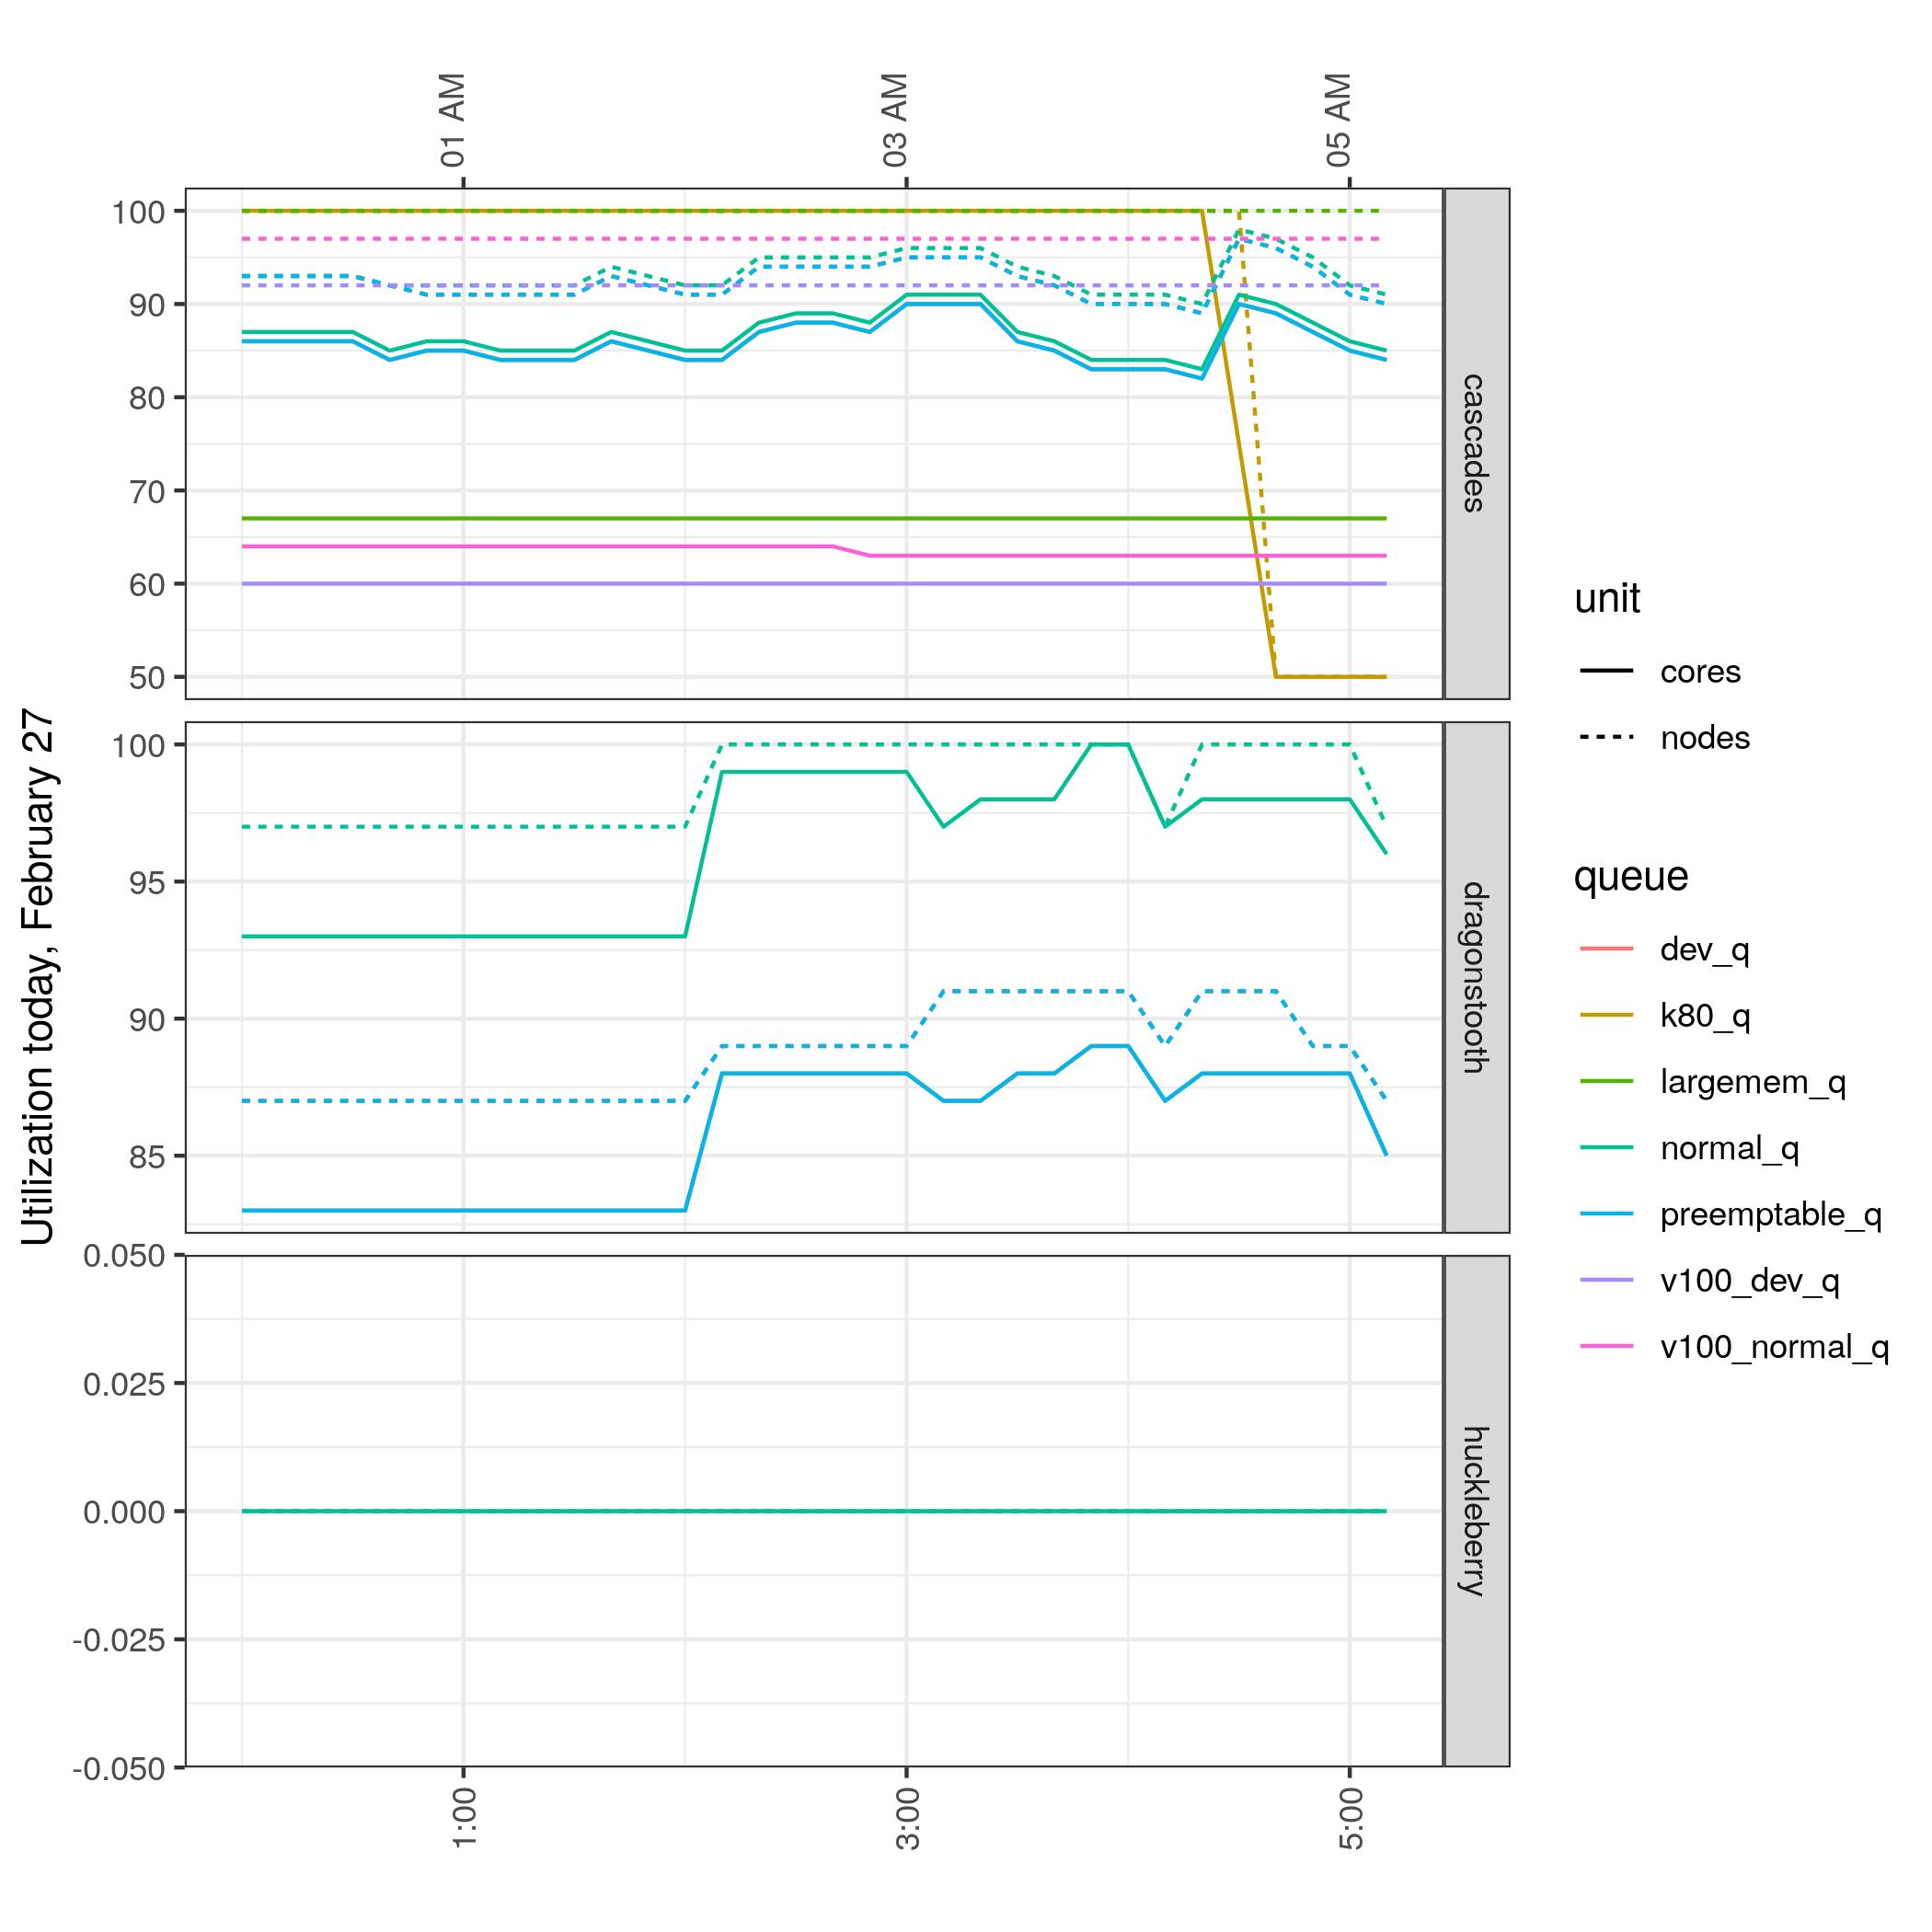 01 AM
03 AM
05 AM
Utilization today, February 27
100
90
80
70
60
50
cascades
100
95
90
85
dragonstooth
0.050
0.025
0.000
-0.025
-0.050
huckleberry
1:00
3:00
5:00
unit
cores
nodes
queue
dev_q
k80_q
largemem_q
normal_q
preemptable_q
v100_dev_q
v100_normal_q